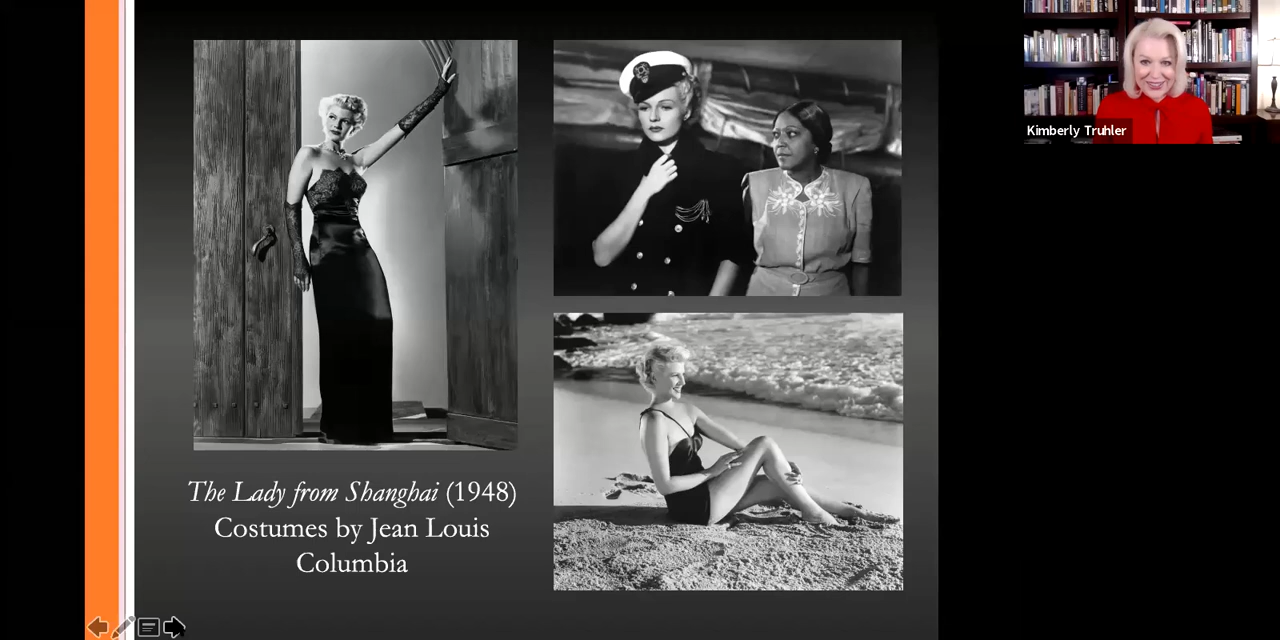 Kimberly Truhler
The Lady from Shanghai (1948)
Costumes by Jean Louis
Columbia